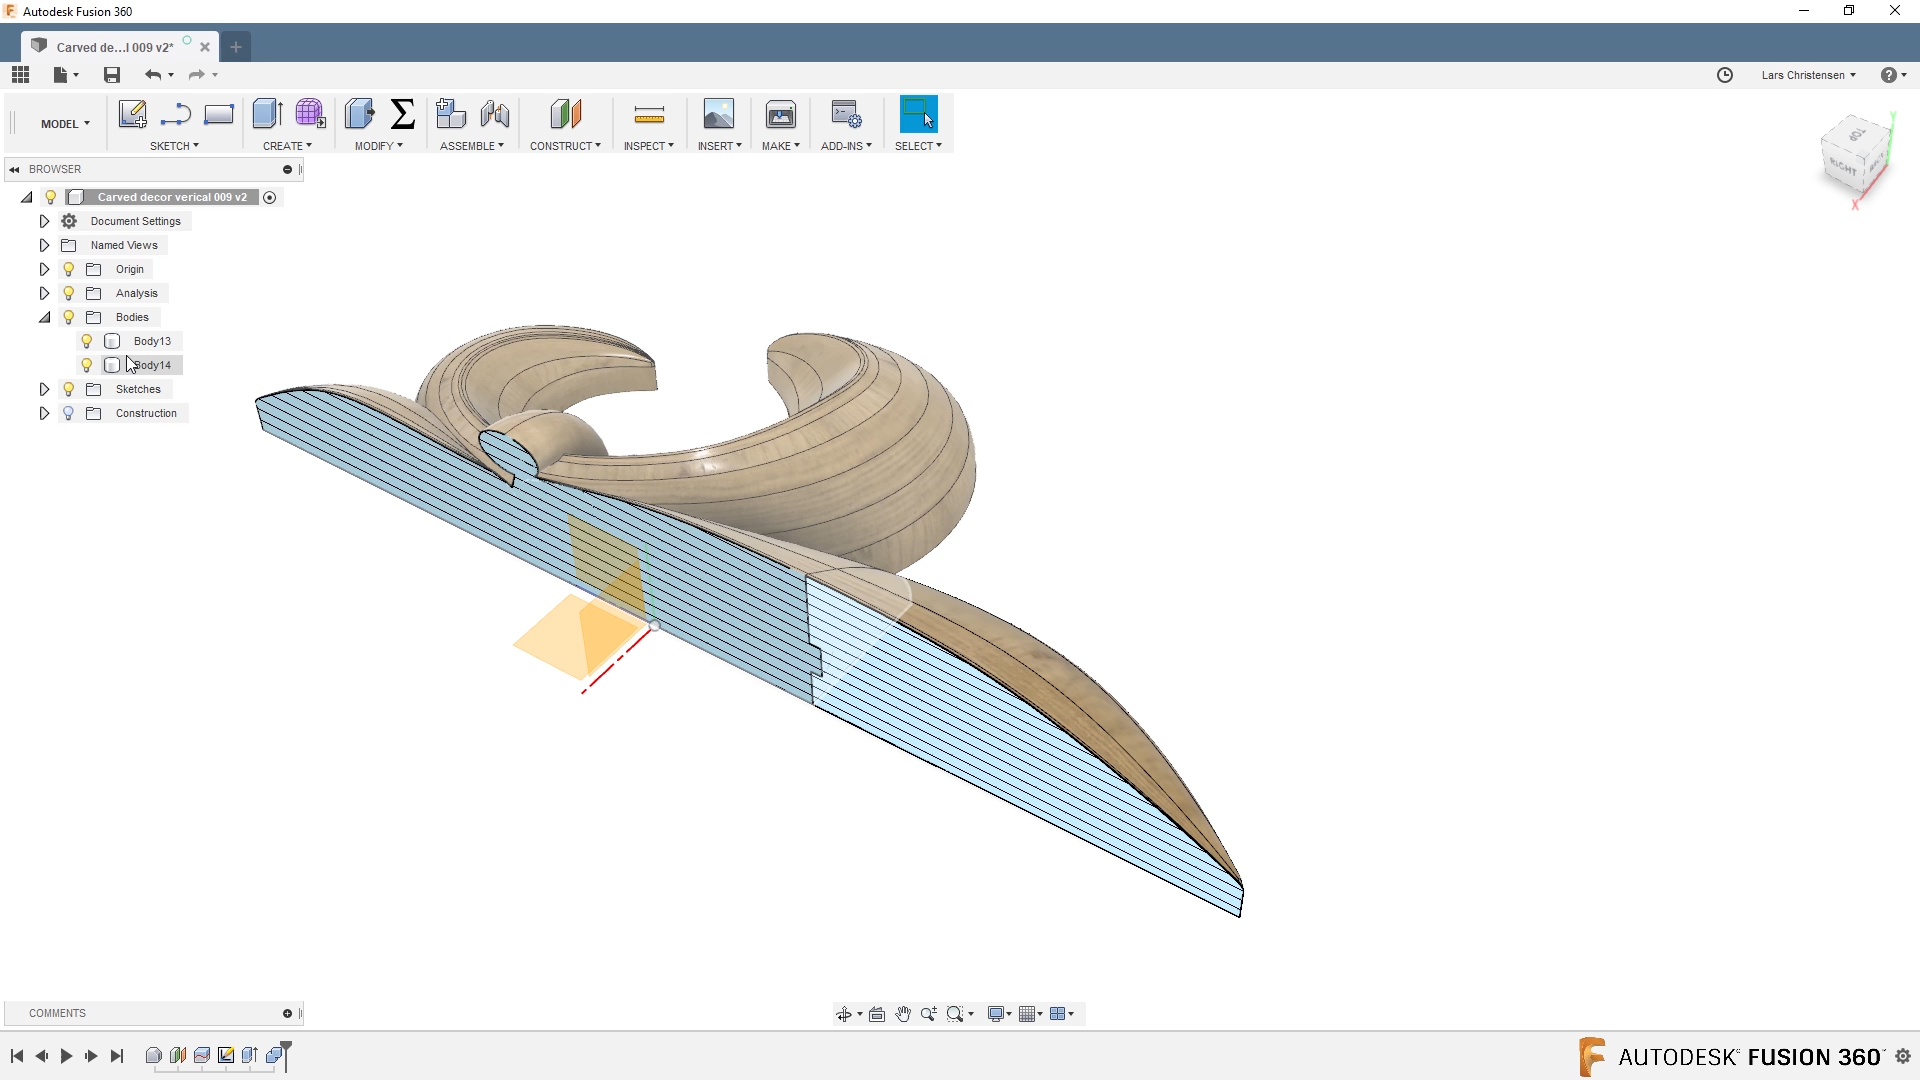 Autodesk Fusion 360
Carved de...l 009 v2*
Lars Christensen
MODEL
SKETCH
CREATE
MODIFY
ASSEMBLE
CONSTRUCT
INSPECT
INSERT
MAKE
ADD-INS
SELECT
BROWSER
Carved decor verical 009 v2
Document Settings
Named Views
Origin
Analysis
Bodies
Body13
Body14
Sketches
Construction
TOP
RIGHT
Y
X
COMMENTS
AUTODESK FUSION 360